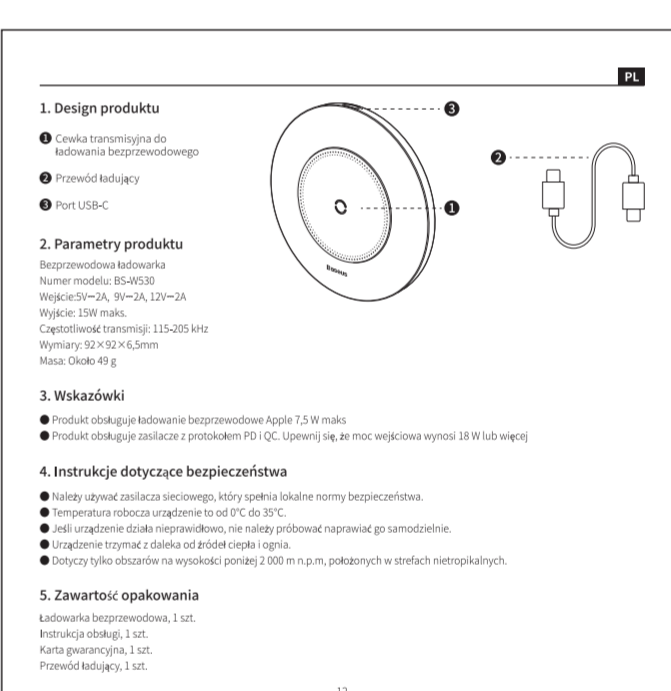 PL
1. Design produktu
1 Cewka transmisyjna do
ładowania bezprzewodowego
2 Przewód ładujący
3 Port USB-C
3
2
1
Baseus
2. Parametry produktu
Bezprzewodowa ładowarka
Numer modelu: BS-W530
Wejście:5V⎓2A, 9V⎓2A, 12V⎓2A
Wyjście: 15W maks.
Częstotliwość transmisji: 115-205 kHz
Wymiary: 92×92×6,5mm
Masa: Około 49 g
3. Wskazówki
● Produkt obsługuje ładowanie bezprzewodowe Apple 7,5 W maks
● Produkt obsługuje zasilacze z protokołem PD i QC. Upewnij się, że moc wejściowa wynosi 18 W lub więcej
4. Instrukcje dotyczące bezpieczeństwa
● Należy używać zasilacza sieciowego, który spełnia lokalne normy bezpieczeństwa.
● Temperatura robocza urządzenie to od 0°C do 35°C.
● Jeśli urządzenie działa nieprawidłowo, nie należy próbować naprawiać go samodzielnie.
● Urządzenie trzymać z daleka od źródeł ciepła i ognia.
● Dotyczy tylko obszarów na wysokości poniżej 2 000 m n.p.m, położonych w strefach nietropikalnych.
5. Zawartość opakowania
Ładowarka bezprzewodowa, 1 szt.
Instrukcja obsługi, 1 szt.
Karta gwarancyjna, 1 szt.
Przewód ładujący, 1 szt.